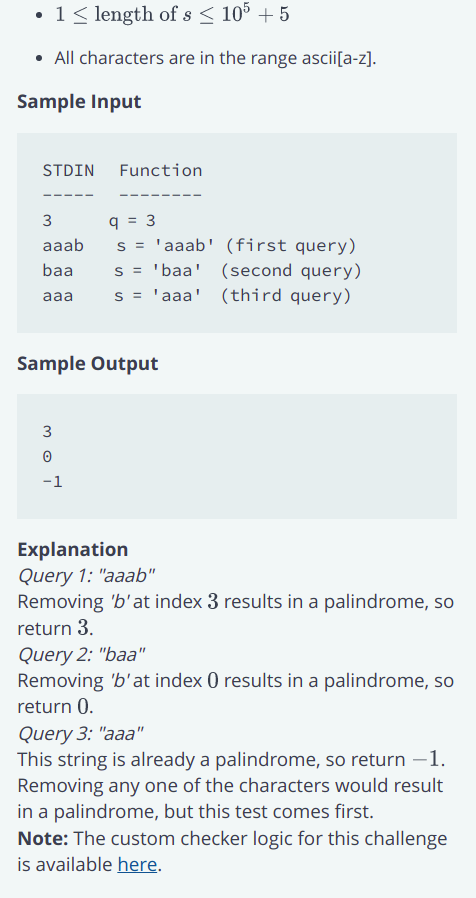 • 1 ≤ length of s ≤ 10⁵ + 5
• All characters are in the range ascii[a-z].
Sample Input
STDIN   Function
-----   --------
3      q = 3
aaab    s = 'aaab' (first query)
baa     s = 'baa'  (second query)
aaa     s = 'aaa'  (third query)
Sample Output
3
0
-1
Explanation
Query 1: "aaab"
Removing 'b' at index 3 results in a palindrome, so
return 3.
Query 2: "baa"
Removing 'b' at index 0 results in a palindrome, so
return 0.
Query 3: "aaa"
This string is already a palindrome, so return −1.
Removing any one of the characters would result
in a palindrome, but this test comes first.
Note: The custom checker logic for this challenge
is available here.